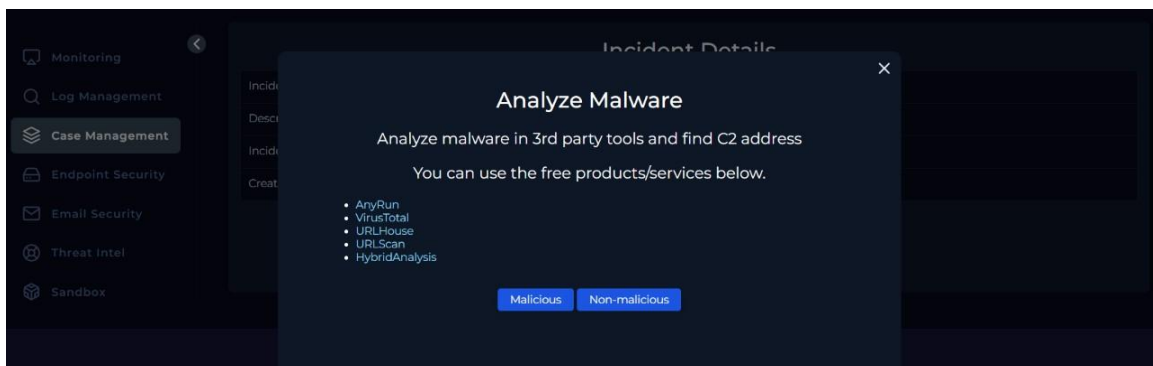 Monitoring
Log Management
Case Management
Endpoint Security
Email Security
Threat Intel
Sandbox
Incident Details
Analyze Malware
Analyze malware in 3rd party tools and find C2 address
You can use the free products/services below.
AnyRun
VirusTotal
URLHouse
URLScan
HybridAnalysis
Malicious Non-malicious